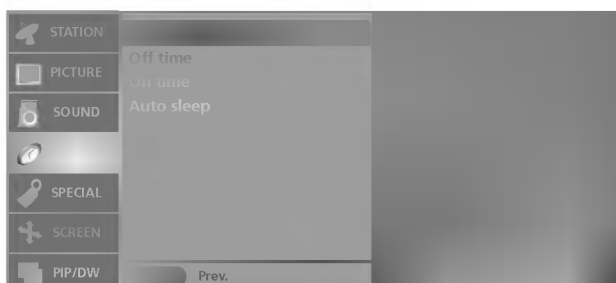 STATION
PICTURE
SOUND
SPECIAL
SCREEN
PIP/DW
Off time
On time
Auto sleep
Prev.